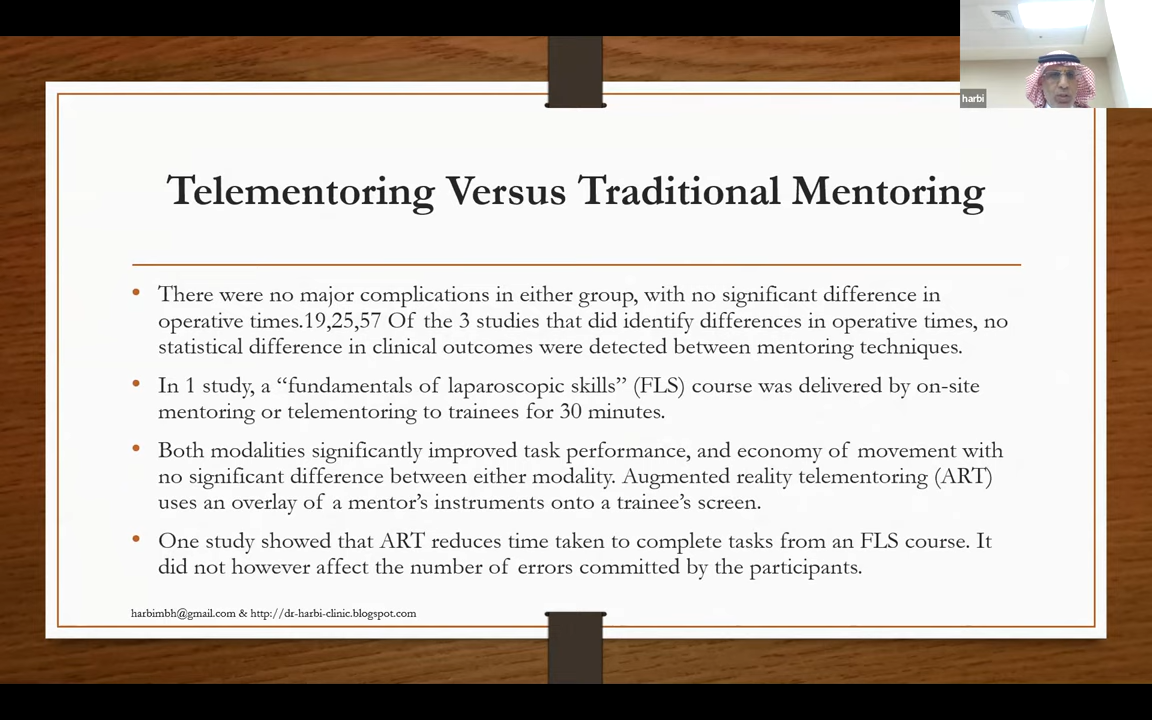 harbi
Telementoring Versus Traditional Mentoring
• There were no major complications in either group, with no significant difference in
operative times.19,25,57 Of the 3 studies that did identify differences in operative times, no
statistical difference in clinical outcomes were detected between mentoring techniques.
• In 1 study, a “fundamentals of laparoscopic skills” (FLS) course was delivered by on-site
mentoring or telementoring to trainees for 30 minutes.
• Both modalities significantly improved task performance, and economy of movement with
no significant difference between either modality. Augmented reality telementoring (ART)
uses an overlay of a mentor’s instruments onto a trainee’s screen.
• One study showed that ART reduces time taken to complete tasks from an FLS course. It
did not however affect the number of errors committed by the participants.
harbimbh@gmail.com & http://dr-harbi-clinic.blogspot.com